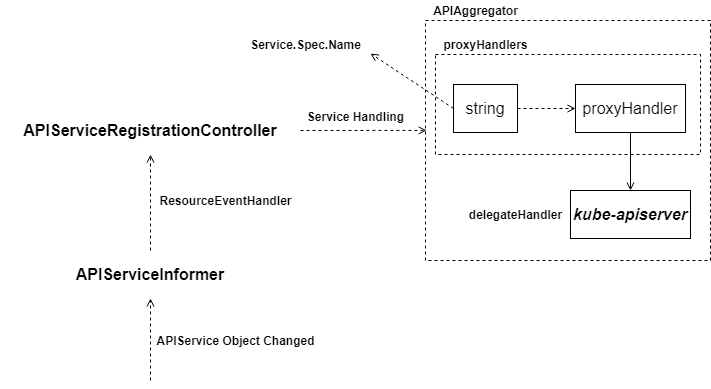 APIAggregator
Service.Spec.Name
proxyHandlers
string
proxyHandler
Service Handling
APIServiceRegistrationController
ResourceEventHandler
delegateHandler
kube-apiserver
APIServiceInformer
APIService Object Changed